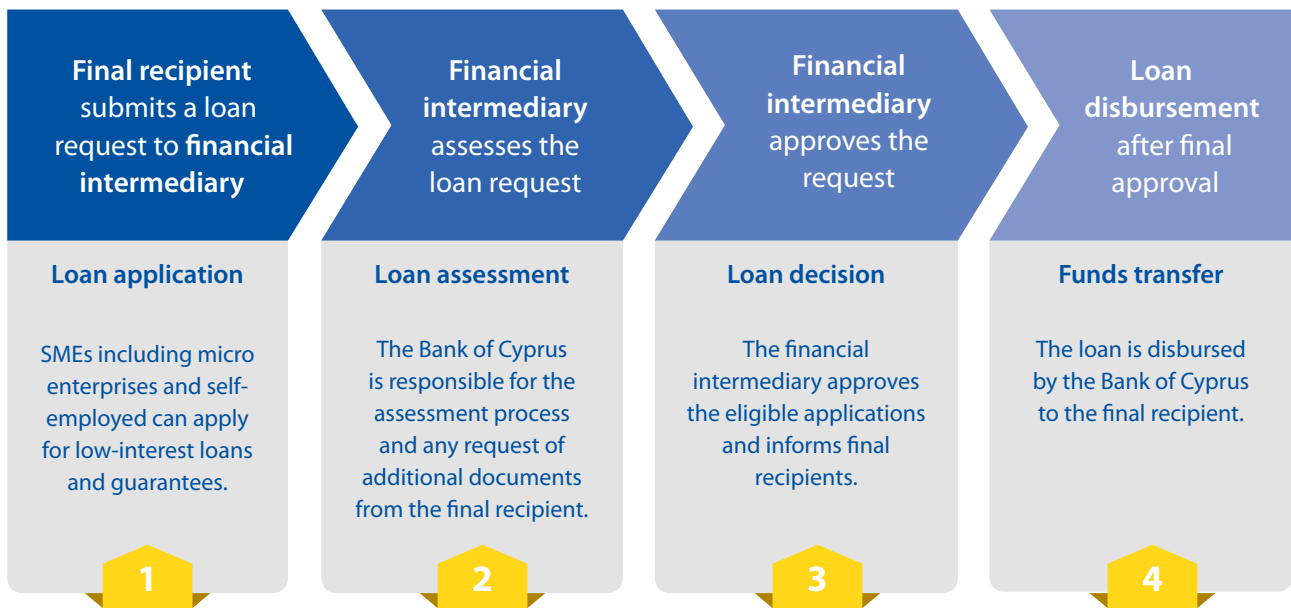 Final recipient
submits a loan
request to financial
intermediary
Loan application
SMEs including micro
enterprises and self-
employed can apply
for low-interest loans
and guarantees.
1
Financial
intermediary
assesses the
loan request
Loan assessment
The Bank of Cyprus
is responsible for the
assessment process
and any request of
additional documents
from the final recipient.
2
Financial
intermediary
approves the
request
Loan decision
The financial
intermediary approves
the eligible applications
and informs final
recipients.
3
Loan
disbursement
after final
approval
Funds transfer
The loan is disbursed
by the Bank of Cyprus
to the final recipient.
4